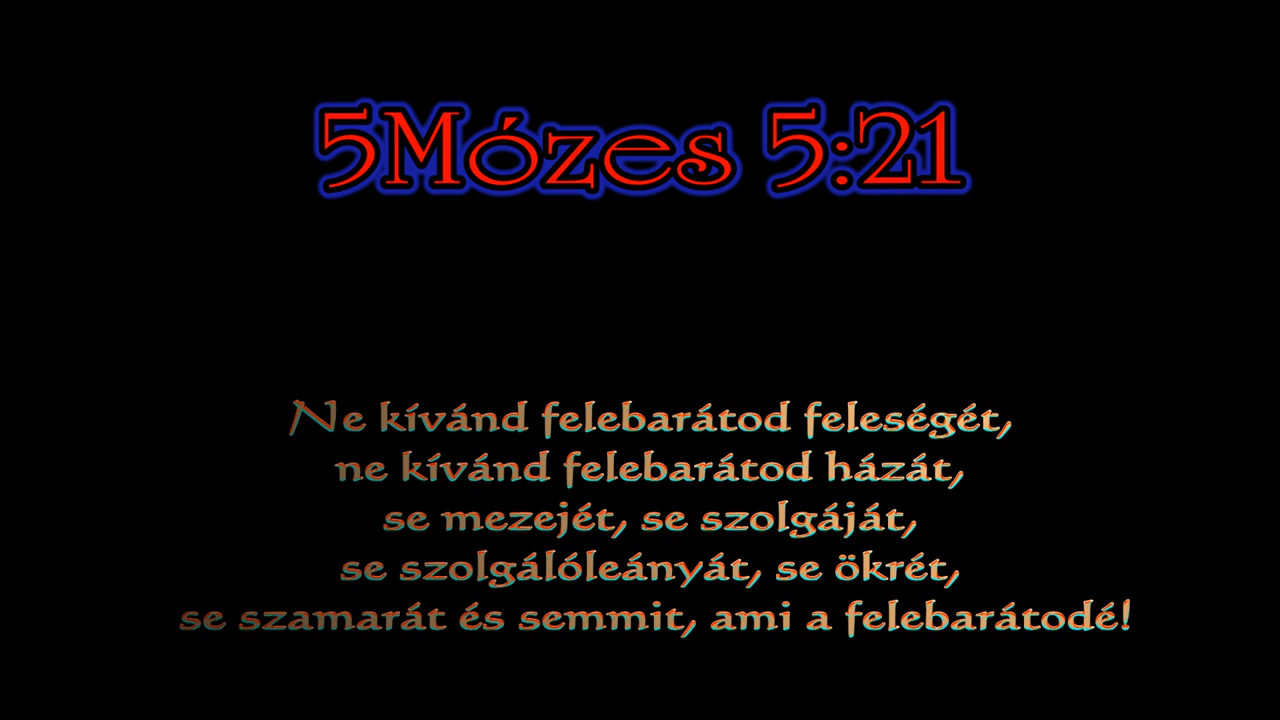 5Mózes 5:21
Ne kívánd felebarátod feleségét,
ne kívánd felebarátod házát,
se mezejét, se szolgáját,
se szolgálóleányát, se ökrét,
se szamarát és semmit, ami a felebarátodé!